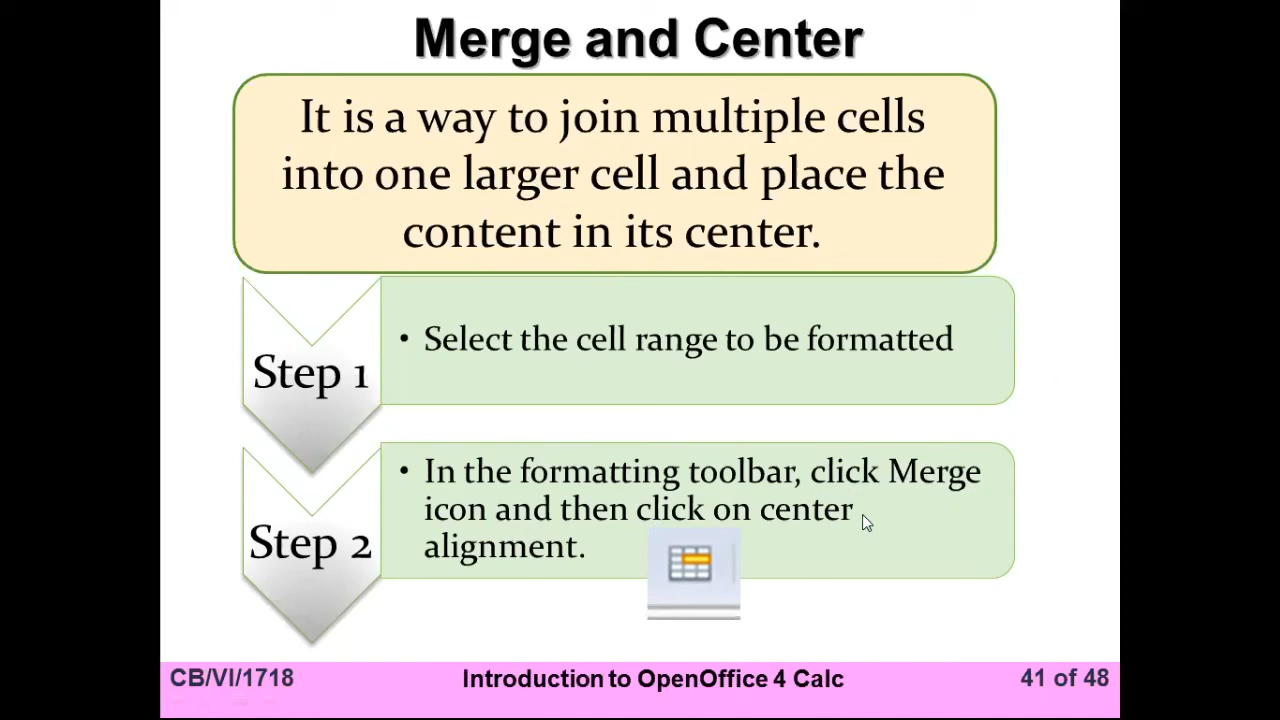 Merge and Center
It is a way to join multiple cells
into one larger cell and place the
content in its center.
Step 1
• Select the cell range to be formatted
Step 2
• In the formatting toolbar, click Merge
icon and then click on center
alignment.
CB/VI/1718
Introduction to OpenOffice 4 Calc
41 of 48